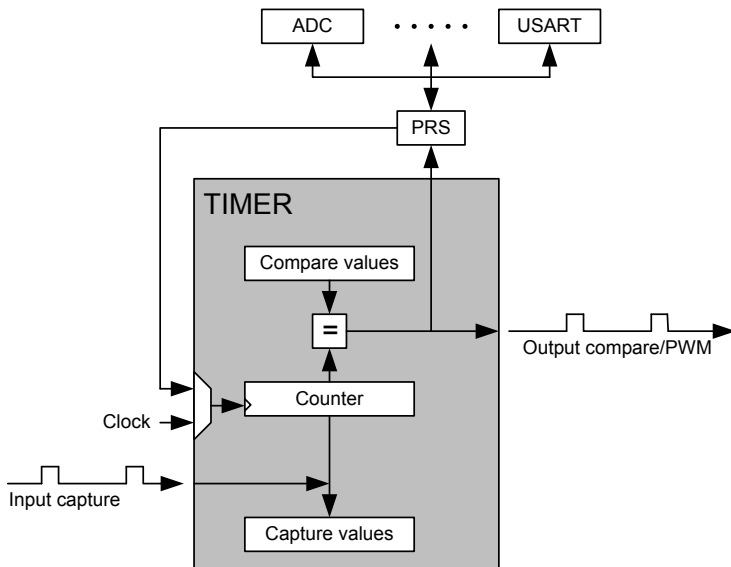 ADC
USART
PRS
TIMER
Compare values
=
Output compare/PWM
Counter
Clock
Input capture
Capture values